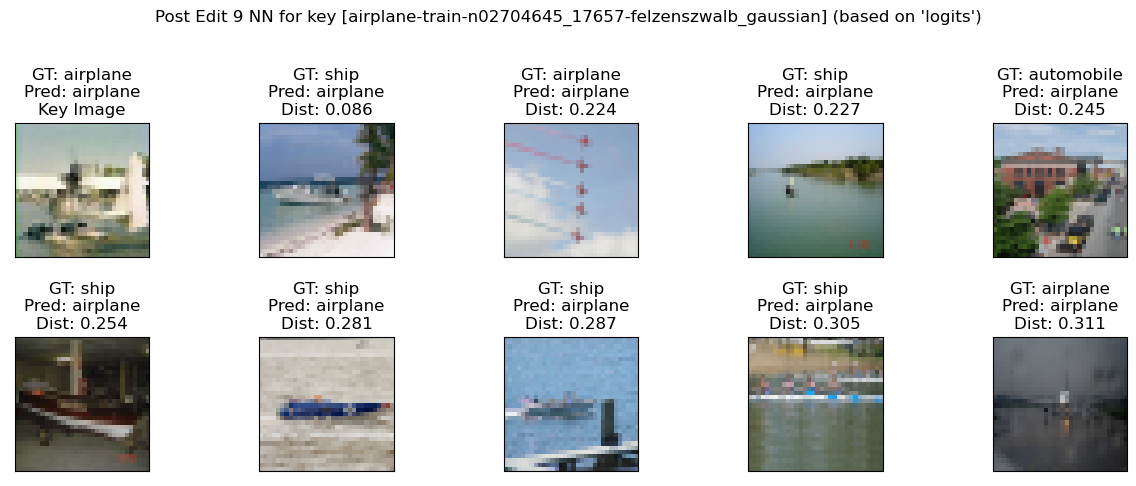 Post Edit 9 NN for key [airplane-train-n02704645_17657-felzenszwalb_gaussian] (based on 'logits')
GT: airplane
Pred: airplane
Key Image
GT: ship
Pred: airplane
Dist: 0.086
GT: airplane
Pred: airplane
Dist: 0.224
GT: ship
Pred: airplane
Dist: 0.227
GT: automobile
Pred: airplane
Dist: 0.245
GT: ship
Pred: airplane
Dist: 0.254
GT: ship
Pred: airplane
Dist: 0.281
GT: ship
Pred: airplane
Dist: 0.287
GT: ship
Pred: airplane
Dist: 0.305
GT: airplane
Pred: airplane
Dist: 0.311